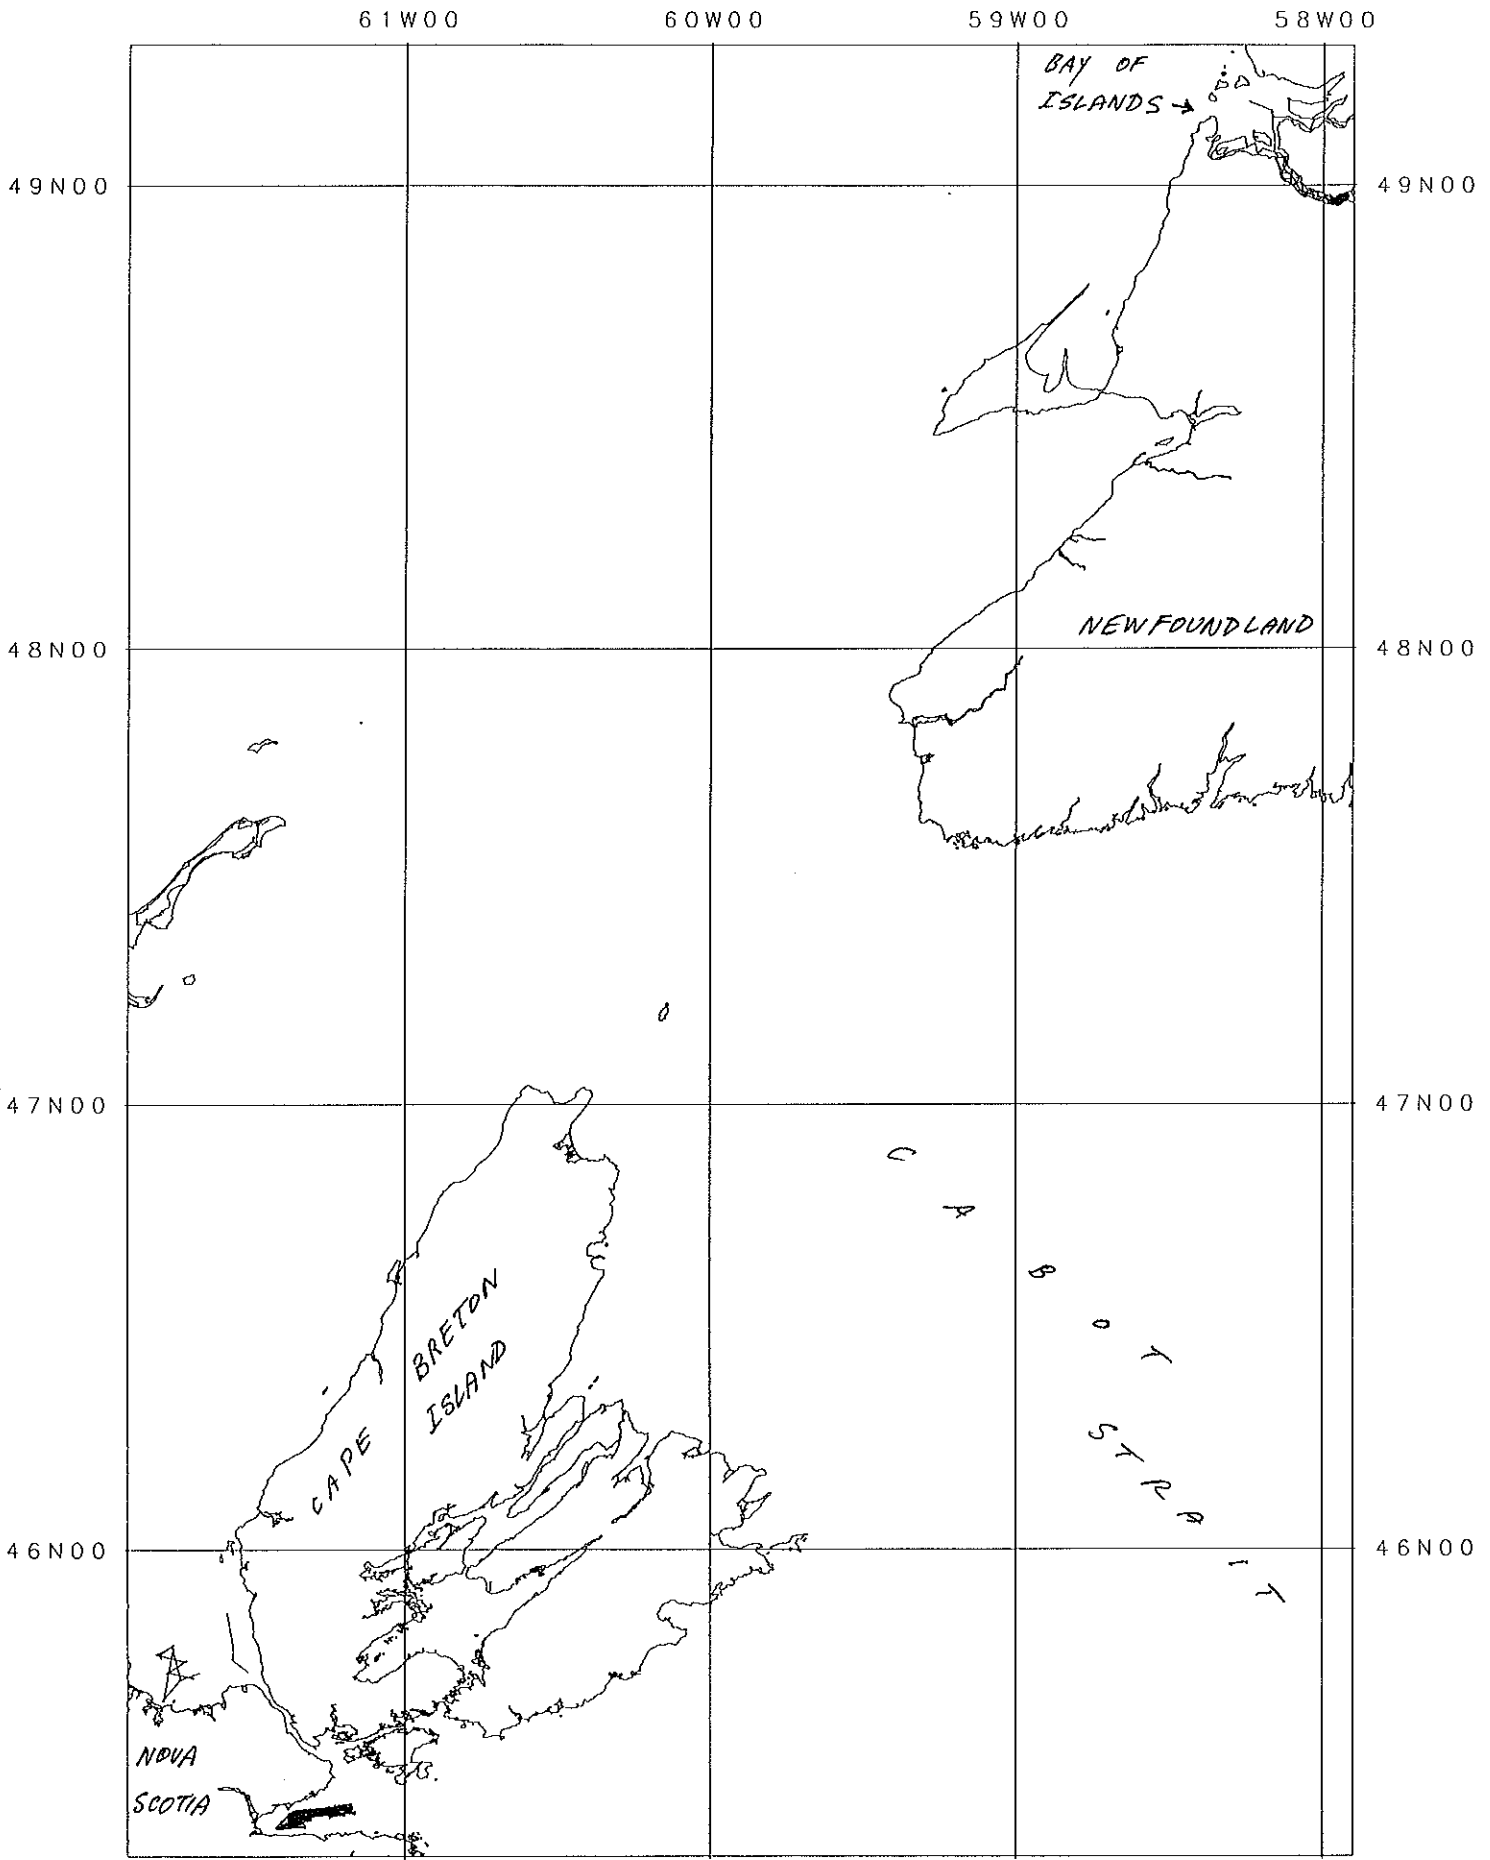 61W00 60W00 59W00 58W00
BAY OF
ISLANDS
49N00 49N00
NEWFOUNDLAND
48N00 48N00
47N00 47N00
CABOT STRAIT
BRETON
ISLAND
CAPE
46N00 46N00
NOVA
SCOTIA